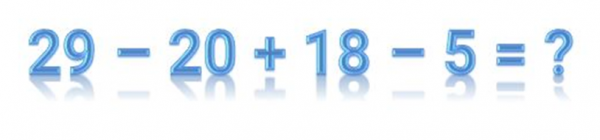 29 − 20 + 18 − 5 = ?